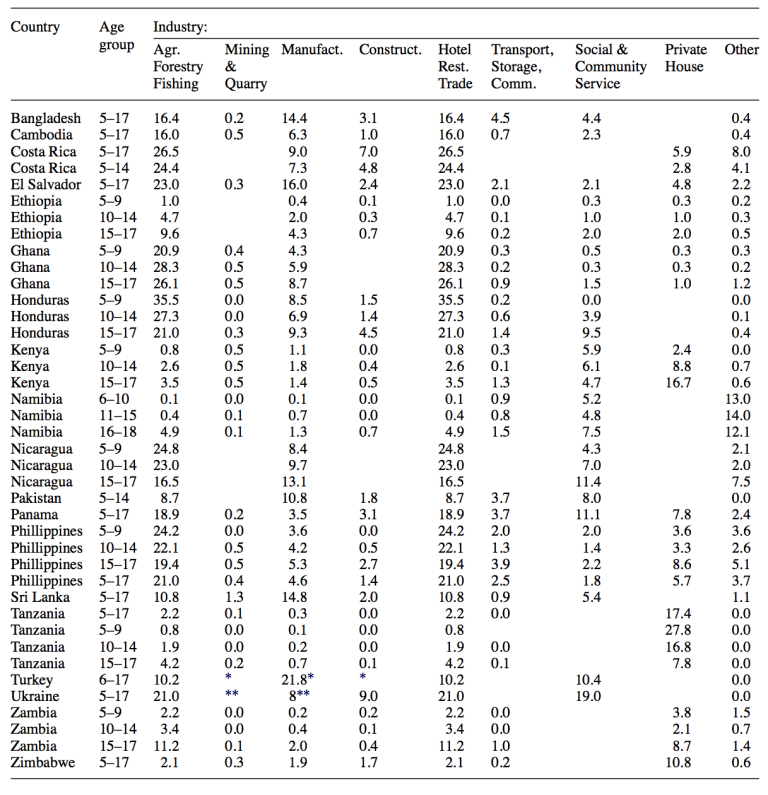 Country Age group Industry:
Agr. Forestry Fishing Mining & Quarry Manufact. Construct. Hotel Rest. Trade Transport, Storage, Comm. Social & Community Service Private House Other
Bangladesh 5–17 16.4 0.2 14.4 3.1 16.4 4.5 4.4 0.4
Cambodia 5–17 16.0 0.5 6.3 1.0 16.0 0.7 2.3 0.4
Costa Rica 5–17 26.5 9.0 7.0 26.5 5.9 8.0
Costa Rica 5–14 24.4 7.3 4.8 24.4 2.8 4.1
El Salvador 5–17 23.0 0.3 16.0 2.4 23.0 2.1 2.1 4.8 2.2
Ethiopia 5–9 1.0 0.4 0.1 1.0 0.0 0.3 0.3 0.2
Ethiopia 10–14 4.7 2.0 0.3 4.7 0.1 1.0 1.0 0.3
Ethiopia 15–17 9.6 4.3 0.7 9.6 0.2 2.0 2.0 0.5
Ghana 5–9 20.9 0.4 4.3 20.9 0.3 0.5 0.3 0.3
Ghana 10–14 28.3 0.5 5.9 28.3 0.2 0.3 0.3 0.2
Ghana 15–17 26.1 0.5 8.7 26.1 0.9 1.5 1.0 1.2
Honduras 5–9 35.5 0.0 8.5 1.5 35.5 0.2 0.0 0.0
Honduras 10–14 27.3 0.0 6.9 1.4 27.3 0.6 3.9 0.1
Honduras 15–17 21.0 0.3 9.3 4.5 21.0 1.4 9.5 0.4
Kenya 5–9 0.8 0.5 1.1 0.0 0.8 0.3 5.9 2.4 0.0
Kenya 10–14 2.6 0.5 1.8 0.4 2.6 0.1 6.1 8.8 0.7
Kenya 15–17 3.5 0.5 1.4 0.5 3.5 1.3 4.7 16.7 0.6
Namibia 6–10 0.1 0.0 0.1 0.0 0.1 0.9 5.2 13.0
Namibia 11–15 0.4 0.1 0.7 0.0 0.4 0.8 4.8 14.0
Namibia 16–18 4.9 0.1 1.3 0.7 4.9 1.5 7.5 12.1
Nicaragua 5–9 24.8 8.4 24.8 4.3 2.1
Nicaragua 10–14 23.0 9.7 23.0 7.0 2.0
Nicaragua 15–17 16.5 13.1 16.5 11.4 7.5
Pakistan 5–14 8.7 10.8 1.8 8.7 3.7 8.0 0.0
Panama 5–17 18.9 0.2 3.5 3.1 18.9 3.7 11.1 7.8 2.4
Phillippines 5–9 24.2 0.0 3.6 0.0 24.2 2.0 2.0 3.6 3.6
Phillippines 10–14 22.1 0.5 4.2 0.5 22.1 1.3 1.4 3.3 2.6
Phillippines 15–17 19.4 0.5 5.3 2.7 19.4 3.9 2.2 8.6 5.1
Phillippines 5–17 21.0 0.4 4.6 1.4 21.0 2.5 1.8 5.7 3.7
Sri Lanka 5–17 10.8 1.3 14.8 2.0 10.8 0.9 5.4 1.1
Tanzania 5–17 2.2 0.1 0.3 0.0 2.2 0.0 17.4 0.0
Tanzania 5–9 0.8 0.0 0.1 0.0 0.8 27.8 0.0
Tanzania 10–14 1.9 0.0 0.2 0.0 1.9 0.0 16.8 0.0
Tanzania 15–17 4.2 0.2 0.7 0.1 4.2 0.1 7.8 0.0
Turkey 6–17 10.2 * 21.8* * 10.2 10.4 0.0
Ukraine 5–17 21.0 ** 8** 9.0 21.0 19.0 0.0
Zambia 5–9 2.2 0.0 0.2 0.2 2.2 0.0 3.8 1.5
Zambia 10–14 3.4 0.0 0.4 0.1 3.4 0.0 2.1 0.7
Zambia 15–17 11.2 0.1 2.0 0.4 11.2 1.0 8.7 1.4
Zimbabwe 5–17 2.1 0.3 1.9 1.7 2.1 0.2 10.8 0.6